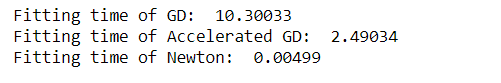 Fitting time of GD:  10.30033
Fitting time of Accelerated GD:  2.49034
Fitting time of Newton:  0.00499